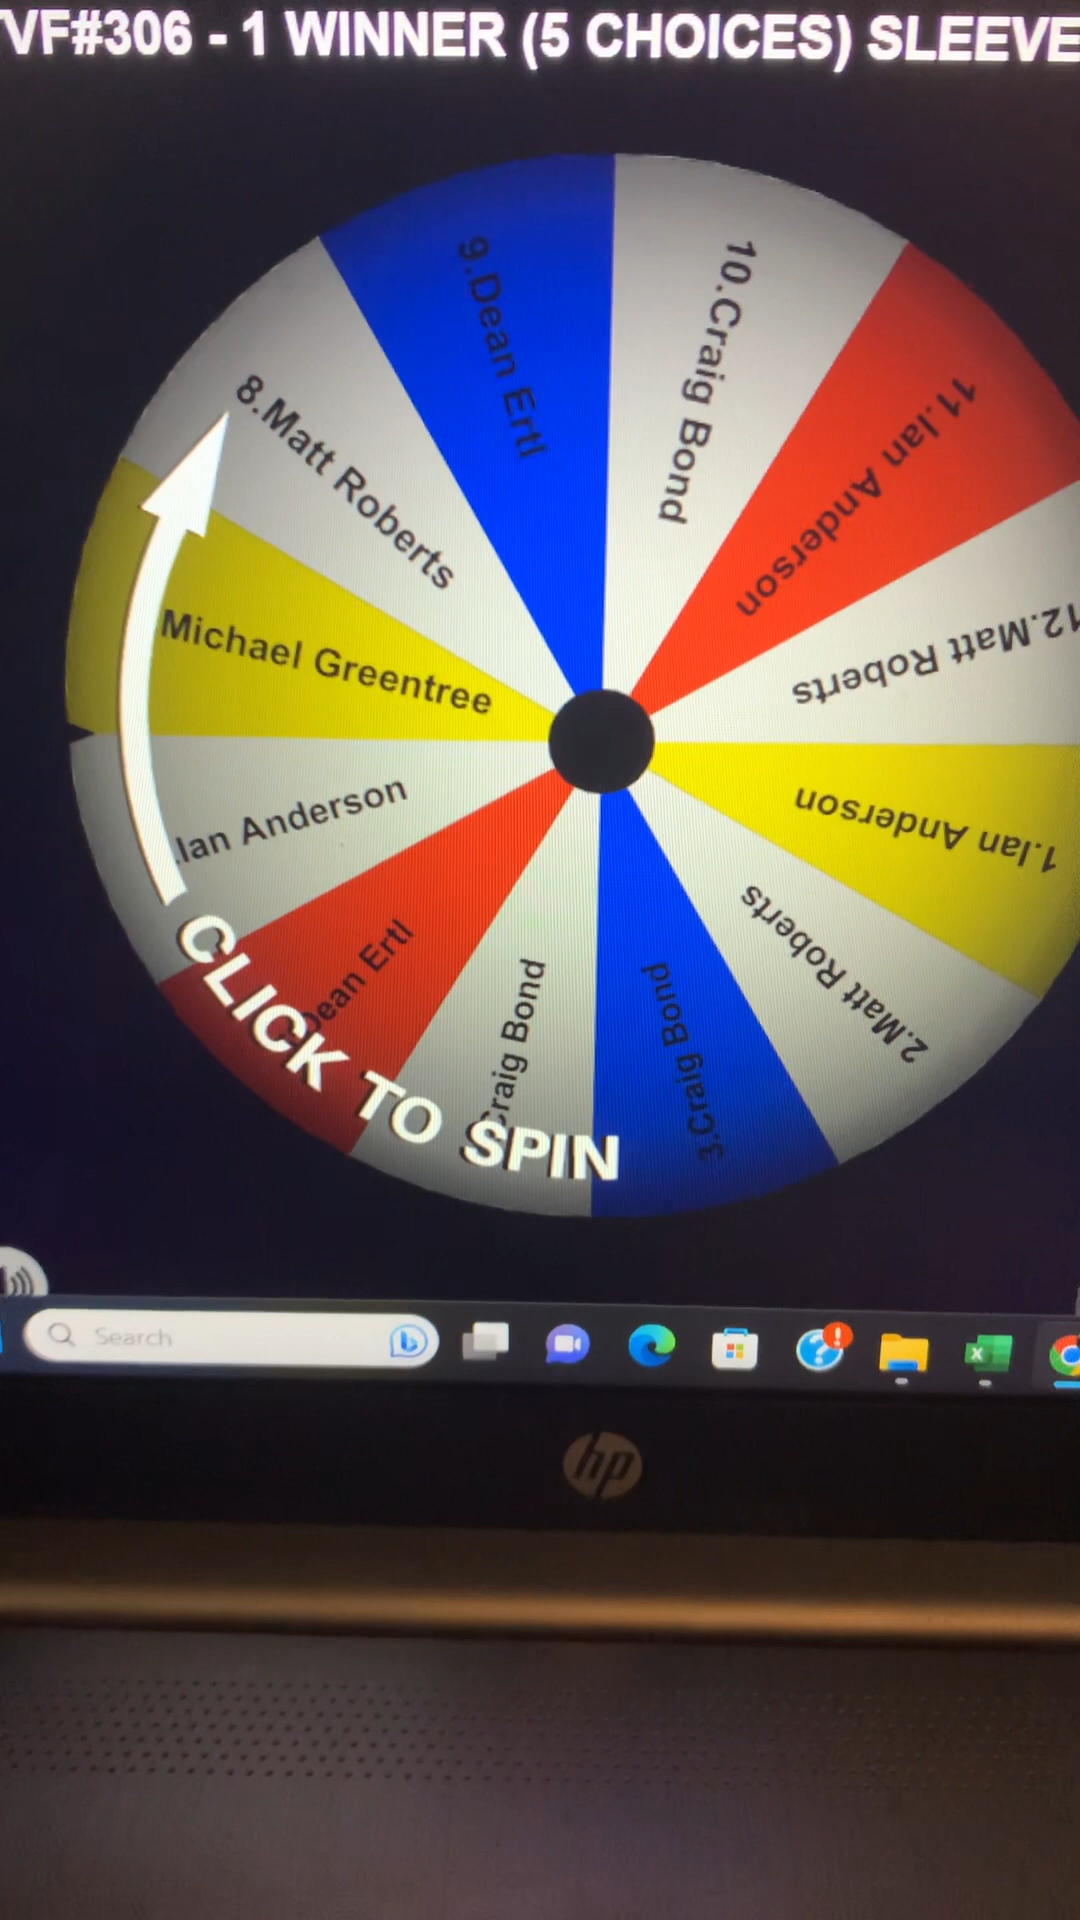 VF#306 - 1 WINNER (5 CHOICES) SLEEVE
9.Dean Ertl
10.Craig Bond
11.Ian Anderson
12.Matt Roberts
1.Ian Anderson
2.Matt Roberts
3.Craig Bond
Craig Bond
Dean Ertl
Ian Anderson
Michael Greentree
8.Matt Roberts
CLICK TO SPIN
Search
hp